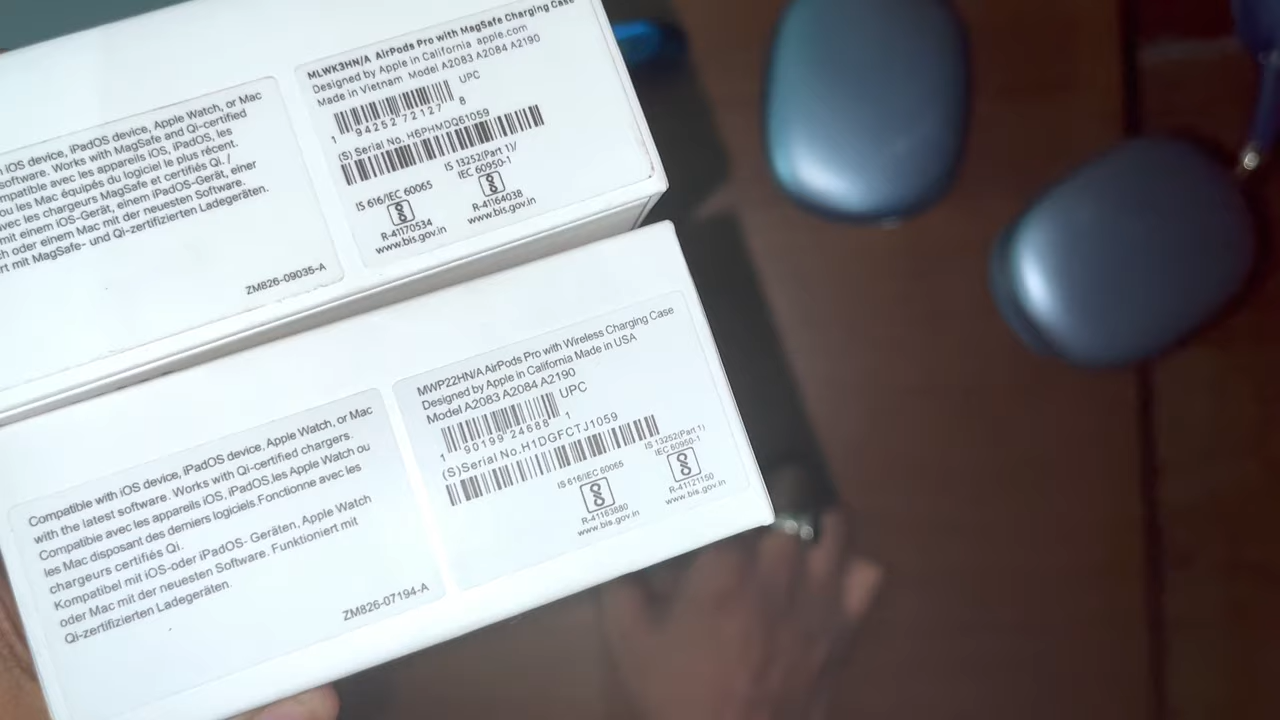 MLWK3HN/A AirPods Pro with MagSafe Charging Case
Designed by Apple in California apple.com
Made in Vietnam Model A2083 A2084 A2190
UPC
1 94252 72127 8
(S) Serial No. H6PHMDQ61059
IS 616/IEC 60065
R-41170534
www.bis.gov.in
IS 13252(Part 1)/
IEC 60950-1
R-41164038
www.bis.gov.in
iOS device, iPadOS device, Apple Watch, or Mac
software. Works with MagSafe and Qi-certified
les appareils iOS, iPadOS, les
ou les Mac équipés du logiciel le plus récent.
avec les chargeurs MagSafe et certifiés Qi. /
mit einem iOS-Gerät, einem iPadOS-Gerät, einer
oder einem Mac mit der neuesten Software.
mit MagSafe- und Qi-zertifizierten Ladegeräten.
ZM826-09035-A
MWP22HN/A AirPods Pro with Wireless Charging Case
Designed by Apple in California Made in USA
Model A2083 A2084 A2190
UPC
1 90199 24688 1
(S)Serial No.H1DGFCTJ1059
IS 616/IEC 60065
R-41163880
www.bis.gov.in
IS 13252(Part 1)
IEC 60950-1
R-41121150
www.bis.gov.in
Compatible with iOS device, iPadOS device, Apple Watch, or Mac
with the latest software. Works with Qi-certified chargers.
Compatibie avec les appareils iOS, iPadOS,les Apple Watch ou
les Mac disposant des demiers logiciels.Fonctionne avec les
chargeurs certifiés Qi.
Kompatibel mit iOS-oder iPadOS- Geräten, Apple Watch
oder Mac mit der neuesten Software. Funktioniert mit
Qi-zertifizierten Ladegeräten.
ZM826-07194-A